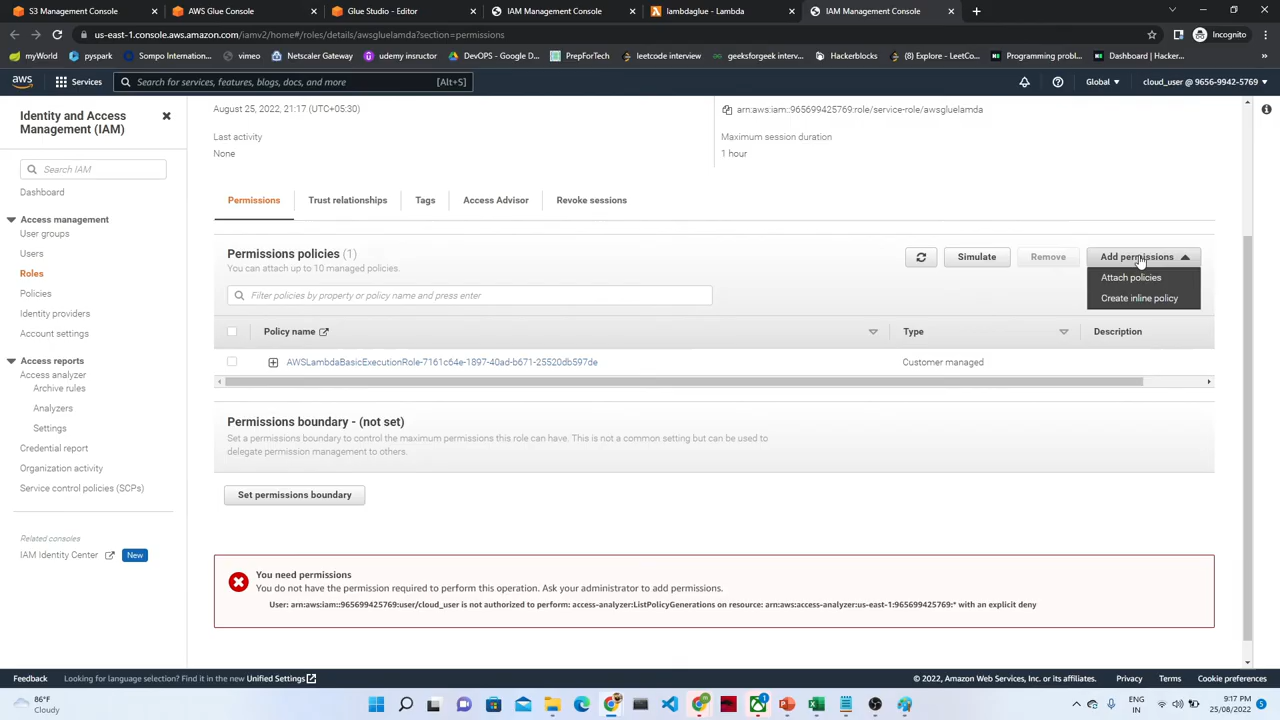 S3 Management Console
AWS Glue Console
Glue Studio - Editor
IAM Management Console
lambdaglue - Lambda
IAM Management Console
us-east-1.console.aws.amazon.com/iamv2/home#/roles/details/awsgluelamda?section=permissions
Incognito
myWorld
free
Sompo Internationa...
udemy insructor
DevOPS - Google D...
PrepForTech
leetcode interview
geeksforgeek interv...
Hackerrank
(8) Explore - LeetCo...
Programming probl...
Dashboard | Hacker...
aws
Services
Search for services, features, blogs, docs, and more
[Alt+S]
Global
cloud_user @ 9656-9942-5769
Identity and Access
Management (IAM)
Search IAM
Dashboard
Access management
User groups
Users
Roles
Policies
Identity providers
Account settings
Access reports
Access analyzer
Archive rules
Analyzers
Settings
Credential report
Organization activity
Service control policies (SCPs)
Related consoles
IAM Identity Center
New
August 25, 2022, 21:17 (UTC+05:30)
arn:aws:iam::965699425769:role/service-role/awsgluelamda
Last activity
Maximum session duration
None
1 hour
Permissions
Trust relationships
Tags
Access Advisor
Revoke sessions
Permissions policies (1)
You can attach up to 10 managed policies.
Simulate
Remove
Add permissions
Attach policies
Create inline policy
Filter policies by property or policy name and press enter
Policy name
Type
Description
AWSLambdaBasicExecutionRole-7161c64e-1897-40ad-b671-25520db597de
Customer managed
Permissions boundary - (not set)
Set a permissions boundary to control the maximum permissions this role can have. This is not a common setting but can be used to
delegate permission management to others.
Set permissions boundary
You need permissions
You do not have the permission required to perform this operation. Ask your administrator to add permissions.
User: arn:aws:iam::965699425769:user/cloud_user is not authorized to perform: access-analyzer:ListPolicyGenerations on resource: arn:aws:access-analyzer:us-east-1:965699425769:* with an explicit deny
Feedback
Looking for language selection? Find it in the new Unified Settings
© 2022, Amazon Web Services, Inc. or its affiliates.
Privacy
Terms
Cookie preferences
86°F
Cloudy
1
ENG
IN
9:17 PM
25/08/2022
5